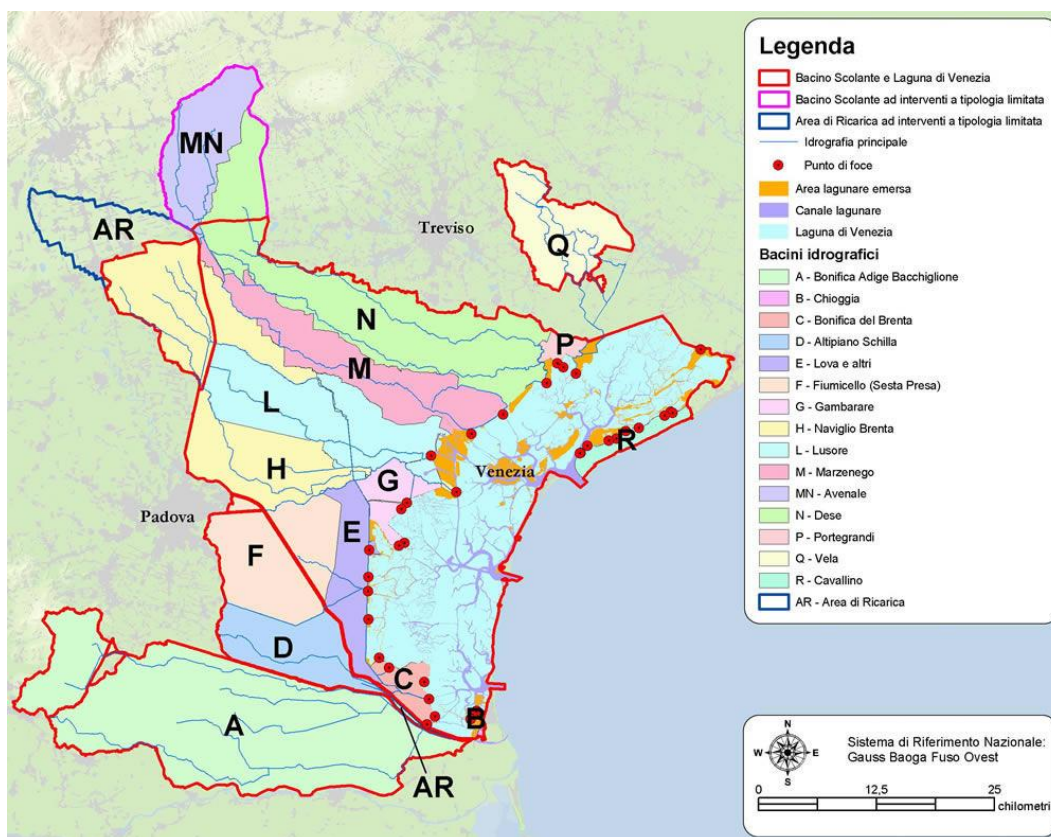 MN
AR
Treviso
Q
N
P
M
L
R
Venezia
H
G
Padova
E
F
D
C
B
A
AR
Legenda
Bacino Scolante e Laguna di Venezia
Bacino Scolante ad interventi a tipologia limitata
Area di Ricarica ad interventi a tipologia limitata
Idrografia principale
Punto di foce
Area lagunare emersa
Canale lagunare
Laguna di Venezia
Bacini idrografici
A - Bonifica Adige Bacchiglione
B - Chioggia
C - Bonifica del Brenta
D - Altipiano Schilla
E - Lova e altri
F - Fiumicello (Sesta Presa)
G - Gambarare
H - Naviglio Brenta
L - Lusore
M - Marzenego
MN - Avenale
N - Dese
P - Portegrandi
Q - Vela
R - Cavallino
AR - Area di Ricarica
N
W E
S
Sistema di Riferimento Nazionale:
Gauss Baoga Fuso Ovest
0 12,5 25
chilometri